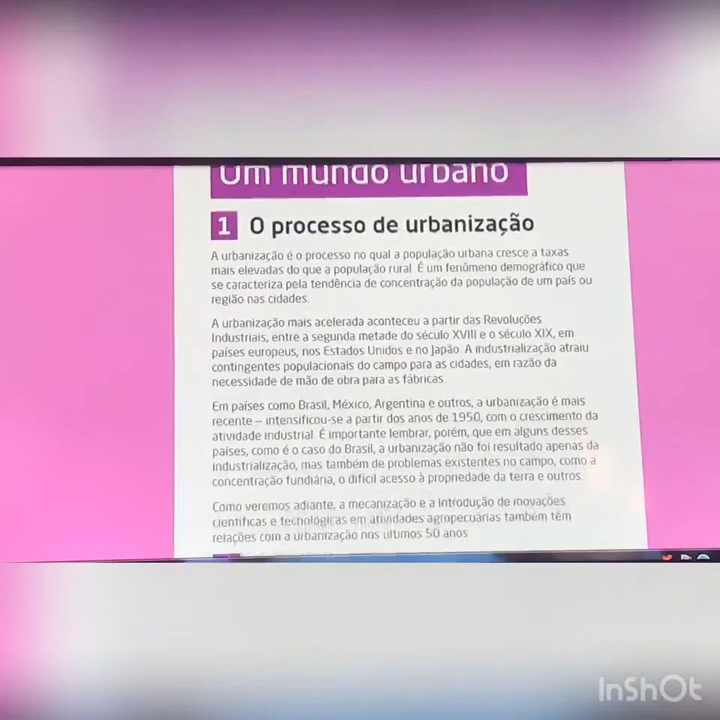 Um mundo urbano
1 O processo de urbanização
A urbanização é o processo no qual a população urbana cresce a taxas
mais elevadas do que a população rural. É um fenômeno demográfico que
se caracteriza pela tendência de concentração da população de um país ou
região nas cidades.
A urbanização mais acelerada aconteceu a partir das Revoluções
Industriais, entre a segunda metade do século XVIII e o século XIX, em
países europeus, nos Estados Unidos e no Japão. A industrialização atraiu
contingentes populacionais do campo para as cidades, em razão da
necessidade de mão de obra para as fábricas.
Em países como Brasil, México, Argentina e outros, a urbanização é mais
recente – intensificou-se a partir dos anos de 1950, com o crescimento da
atividade industrial. É importante lembrar, porém, que em alguns desses
países, como é o caso do Brasil, a urbanização não foi resultado apenas da
industrialização, mas também de problemas existentes no campo, como a
concentração fundiária, o difícil acesso à propriedade da terra e outros.
Como veremos adiante, a mecanização e a introdução de inovações
científicas e tecnológicas em atividades agropecuárias também têm
relações com a urbanização nos últimos 50 anos
InShOt